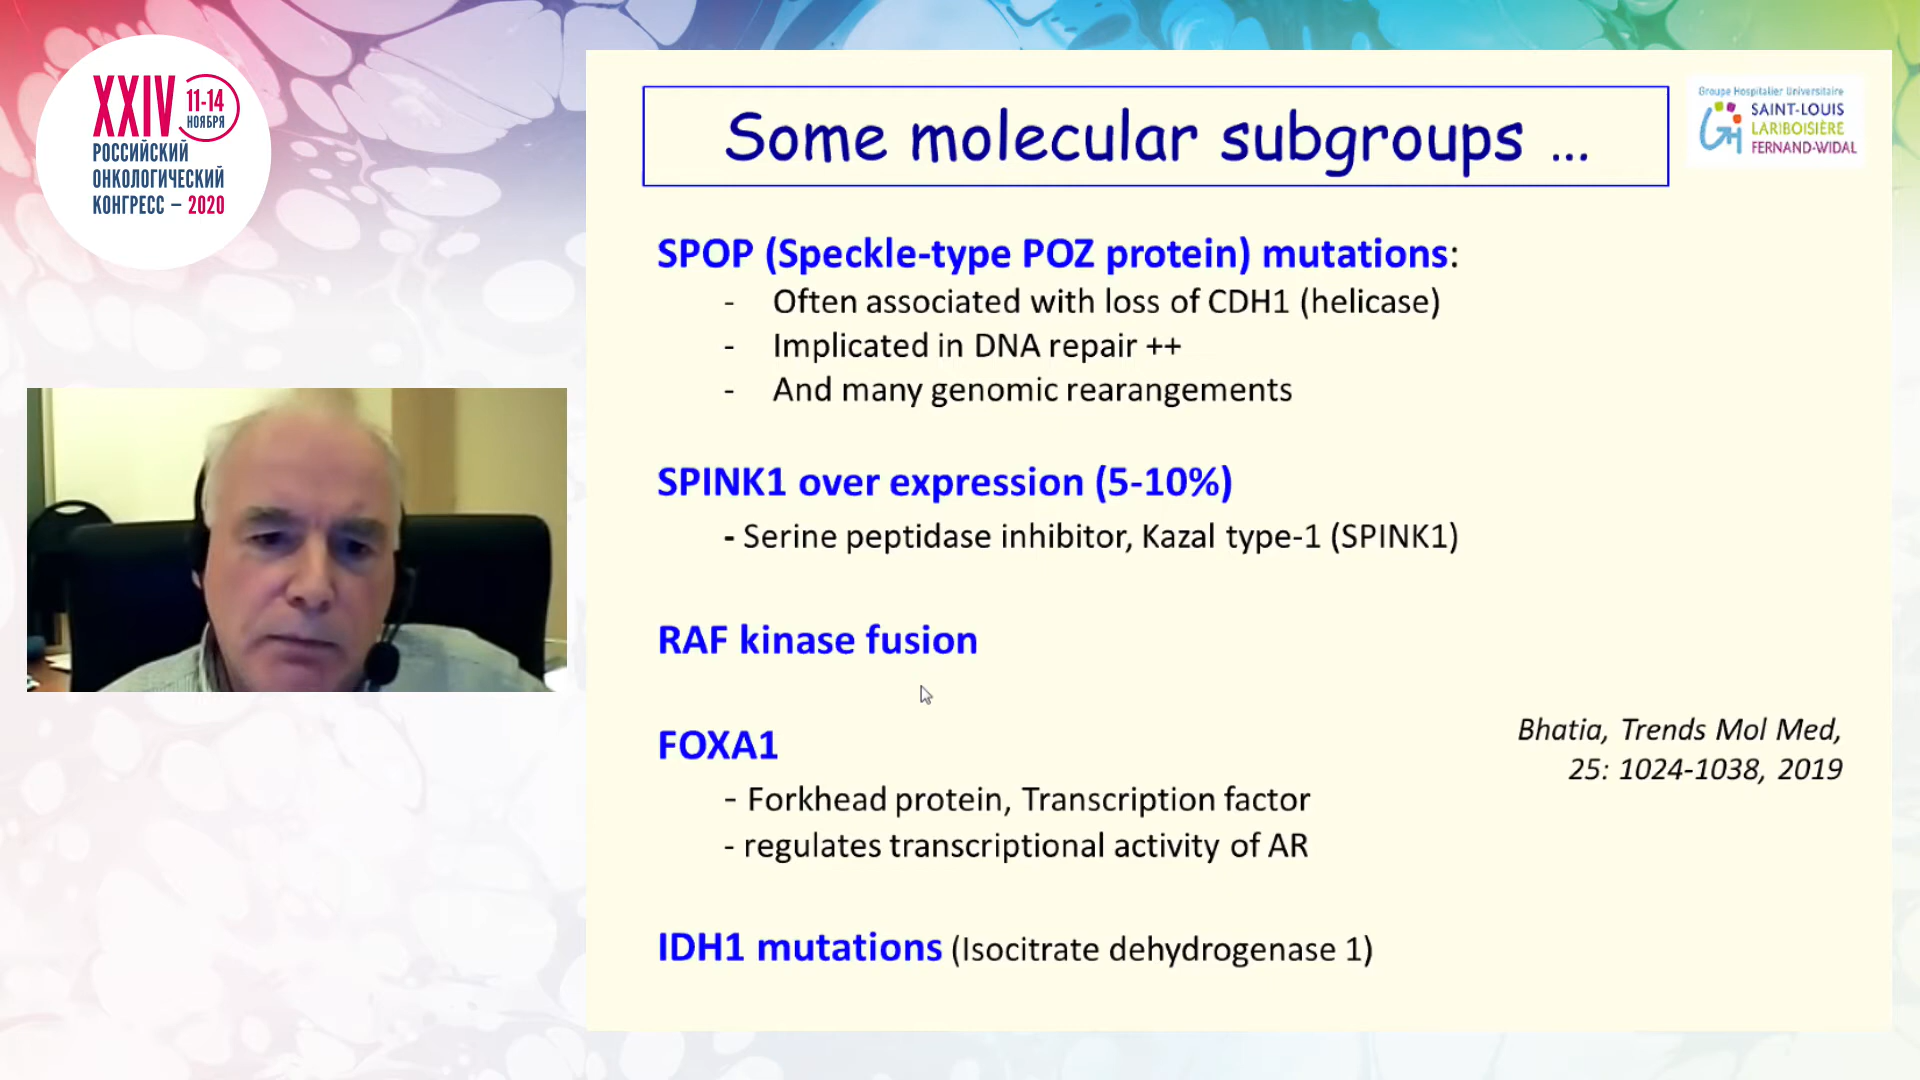 XXIV
11-14
НОЯБРЯ
РОССИЙСКИЙ
ОНКОЛОГИЧЕСКИЙ
КОНГРЕСС – 2020
Some molecular subgroups ...
Groupe Hospitalier Universitaire
SAINT-LOUIS
LARIBOISIÈRE
FERNAND-WIDAL
SPOP (Speckle-type POZ protein) mutations:
- Often associated with loss of CDH1 (helicase)
- Implicated in DNA repair ++
- And many genomic rearangements
SPINK1 over expression (5-10%)
- Serine peptidase inhibitor, Kazal type-1 (SPINK1)
RAF kinase fusion
FOXA1
- Forkhead protein, Transcription factor
- regulates transcriptional activity of AR
Bhatia, Trends Mol Med,
25: 1024-1038, 2019
IDH1 mutations (Isocitrate dehydrogenase 1)